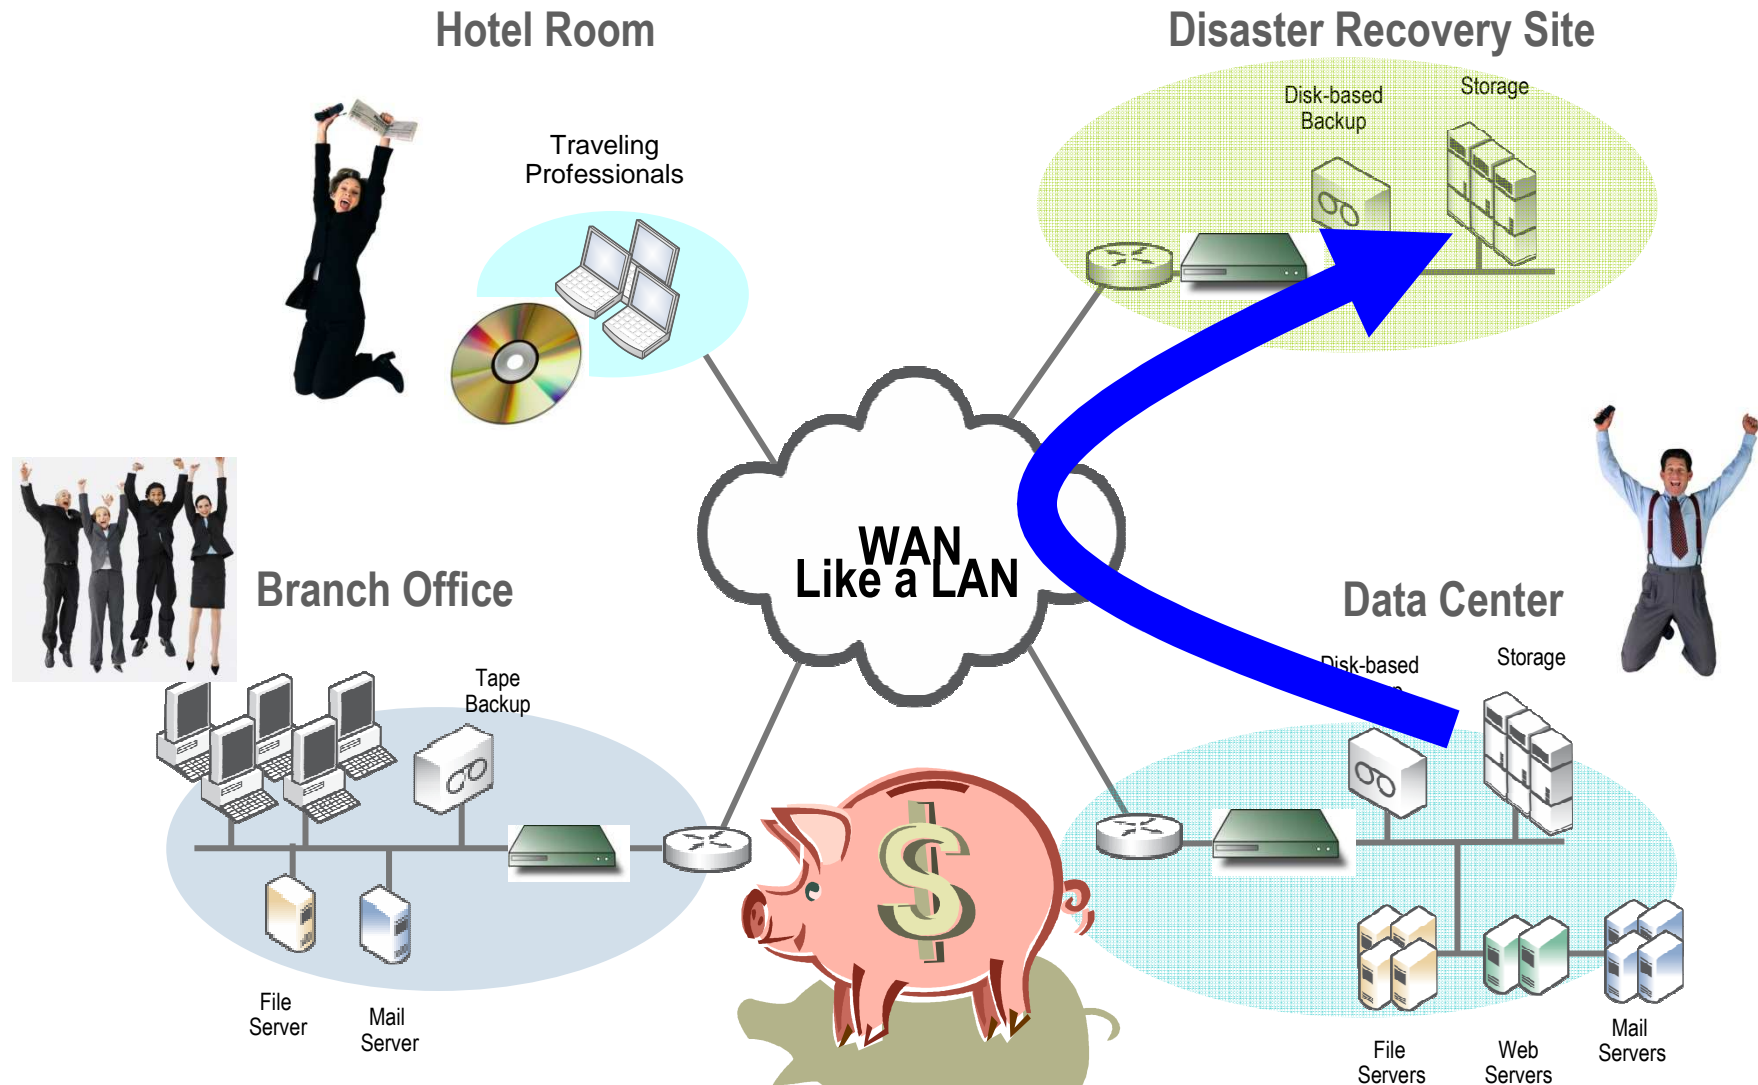 Hotel Room
Disaster Recovery Site
Disk-based
Backup
Storage
Traveling
Professionals
WAN
Like a LAN
Branch Office
Data Center
Tape
Backup
Disk-based
Storage
File
Server
Mail
Server
$
File
Servers
Web
Servers
Mail
Servers